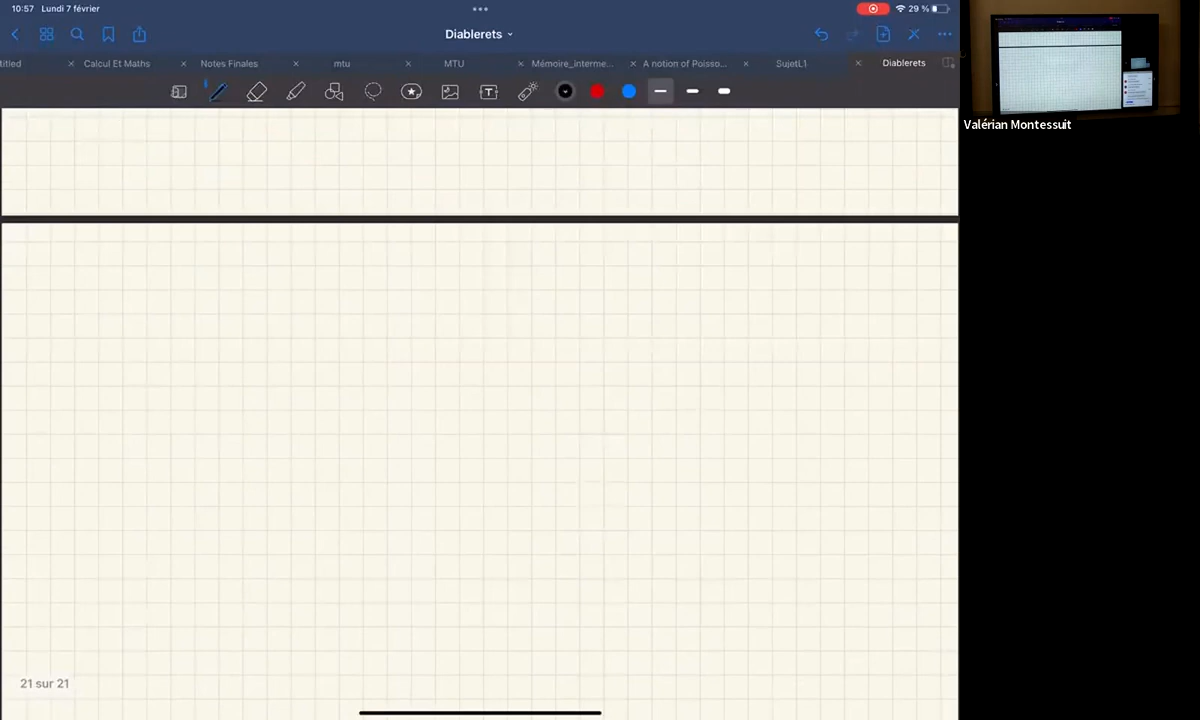 10:57 Lundi 7 février
29 %
Diablerets
titled
Calcul Et Maths
Notes Finales
mtu
MTU
Mémoire_interme...
A notion of Poisso...
SujetL1
Diablerets
T
Valérian Montessuit
21 sur 21